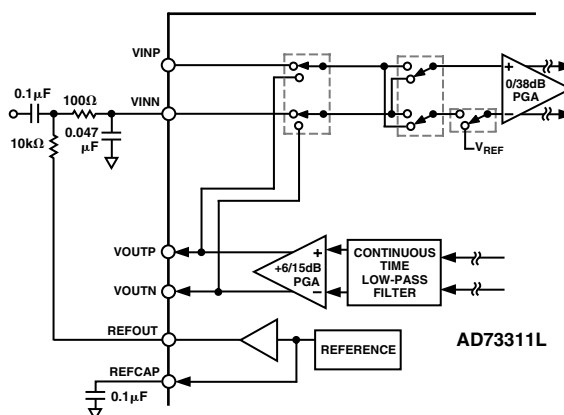 VINP
VINN
0.1μF
100Ω
0.047
μF
10kΩ
0/38dB
PGA
VREF
VOUTP
VOUTN
+6/15dB
PGA
CONTINUOUS
TIME
LOW-PASS
FILTER
REFOUT
REFERENCE
AD73311L
REFCAP
0.1μF